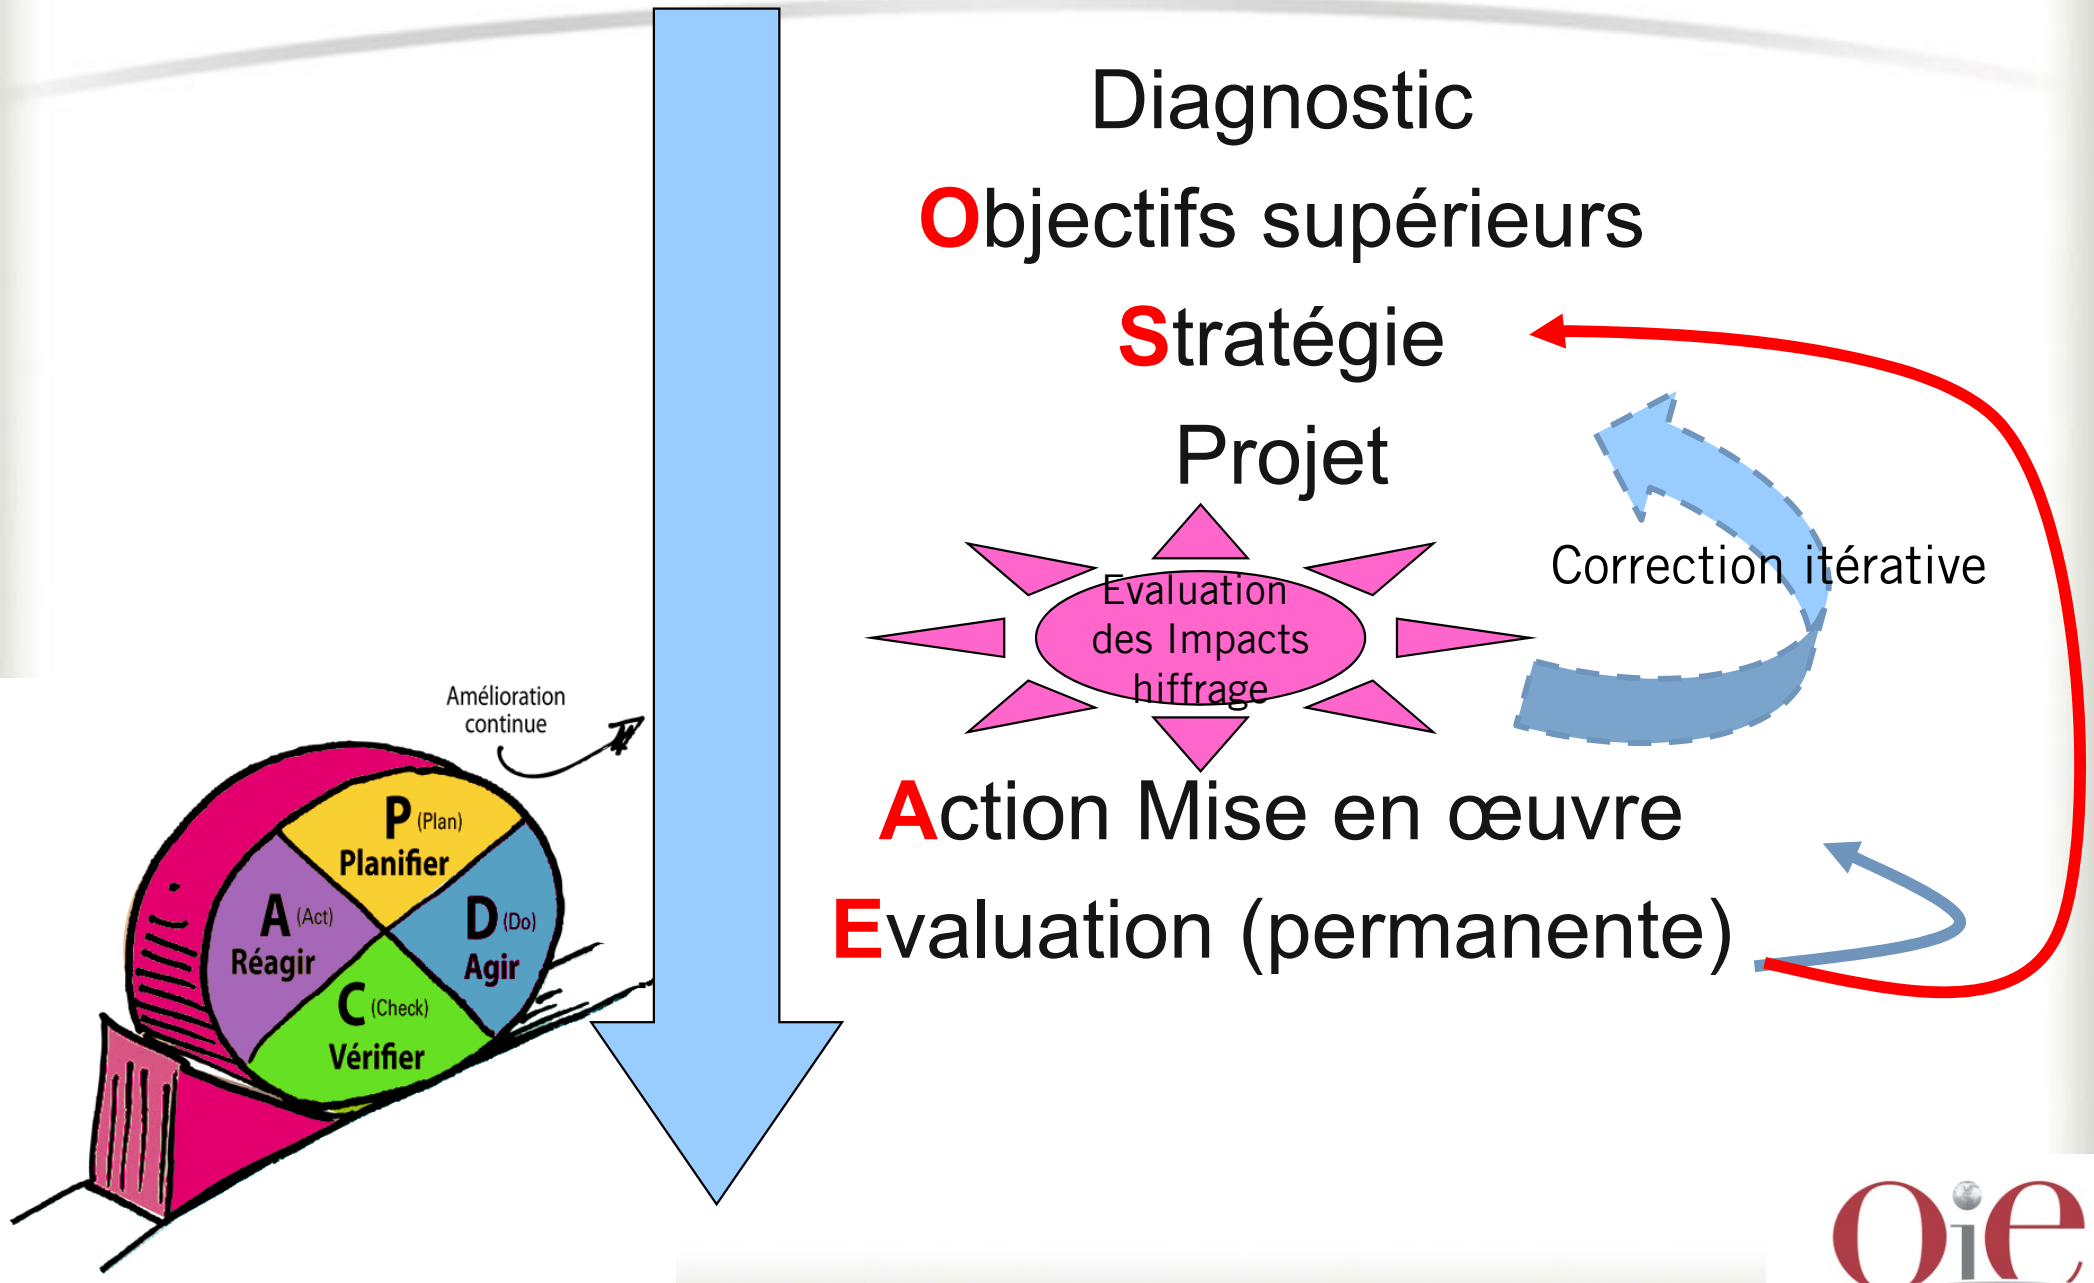 Diagnostic
Objectifs supérieurs
Stratégie
Projet
Evaluation
des Impacts
hiffrage
Correction itérative
Action Mise en œuvre
Evaluation (permanente)
Amélioration
continue
P (Plan)
Planifier
A (Act)
Réagir
D (Do)
Agir
C (Check)
Vérifier
Oie